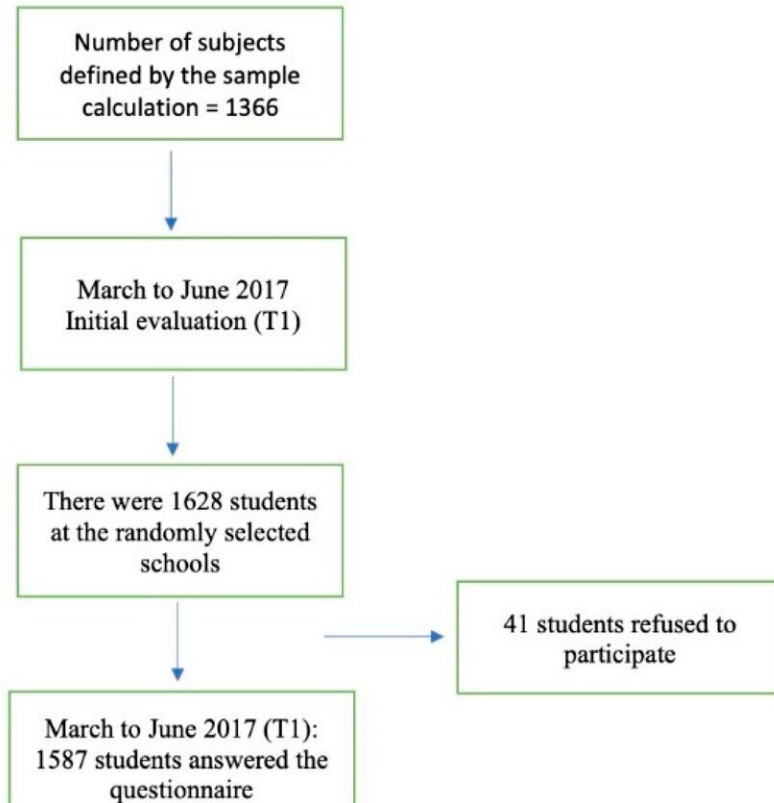 Number of subjects
defined by the sample
calculation = 1366
March to June 2017
Initial evaluation (T1)
There were 1628 students
at the randomly selected
schools
41 students refused to
participate
March to June 2017 (T1):
1587 students answered the
questionnaire